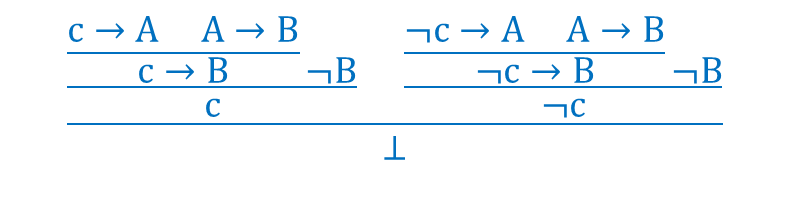 c → A A → B ¬c → A A → B
c → B ¬B ¬c → B ¬B
c ¬c
⊥